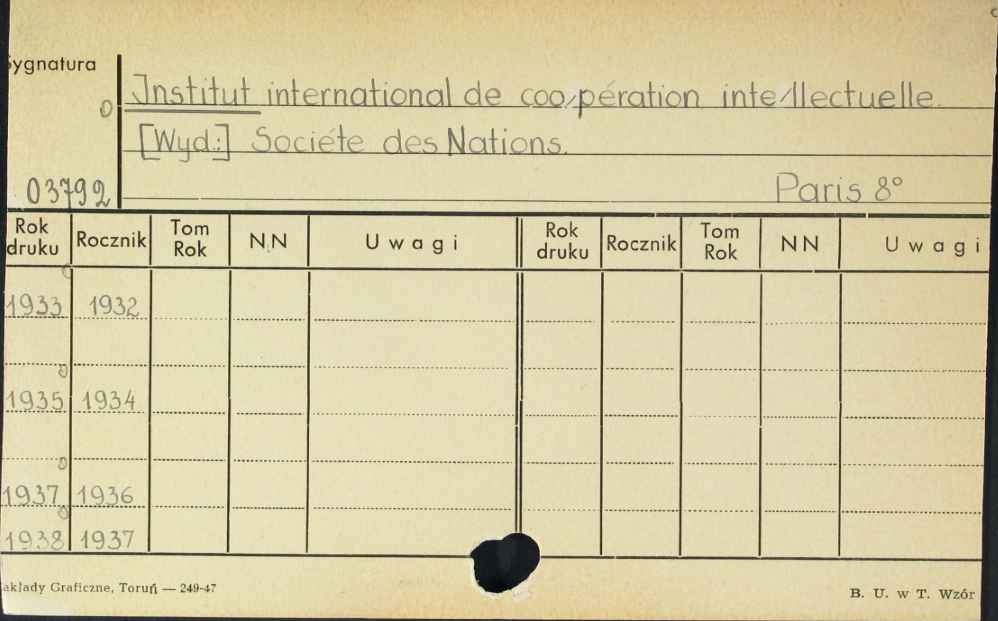 Sygnatura
Institut international de coopération intellectuelle.
[Wyd:] Sociéte des Nations.
03792
Paris 8°
Rok druku Rocznik Tom Rok NN Uwagi Rok druku Rocznik Tom Rok NN Uwagi
1933 1932
1935 1934
1937 1936
1938 1937
akłady Graficzne, Toruń — 249-47
B. U. w T. Wzór